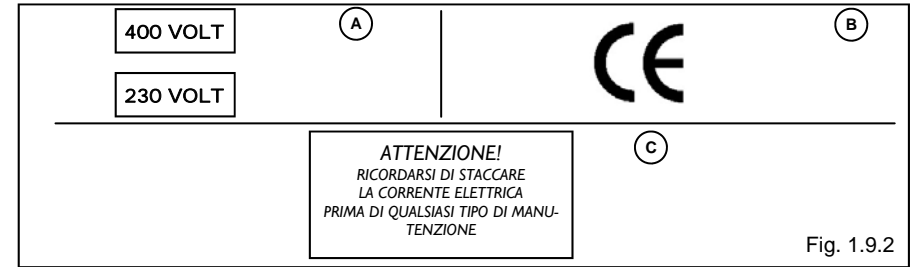 400 VOLT
A
CE
B
230 VOLT
C
ATTENZIONE!
RICORDARSI DI STACCARE
LA CORRENTE ELETTRICA
PRIMA DI QUALSIASI TIPO DI MANU-
TENZIONE
Fig. 1.9.2